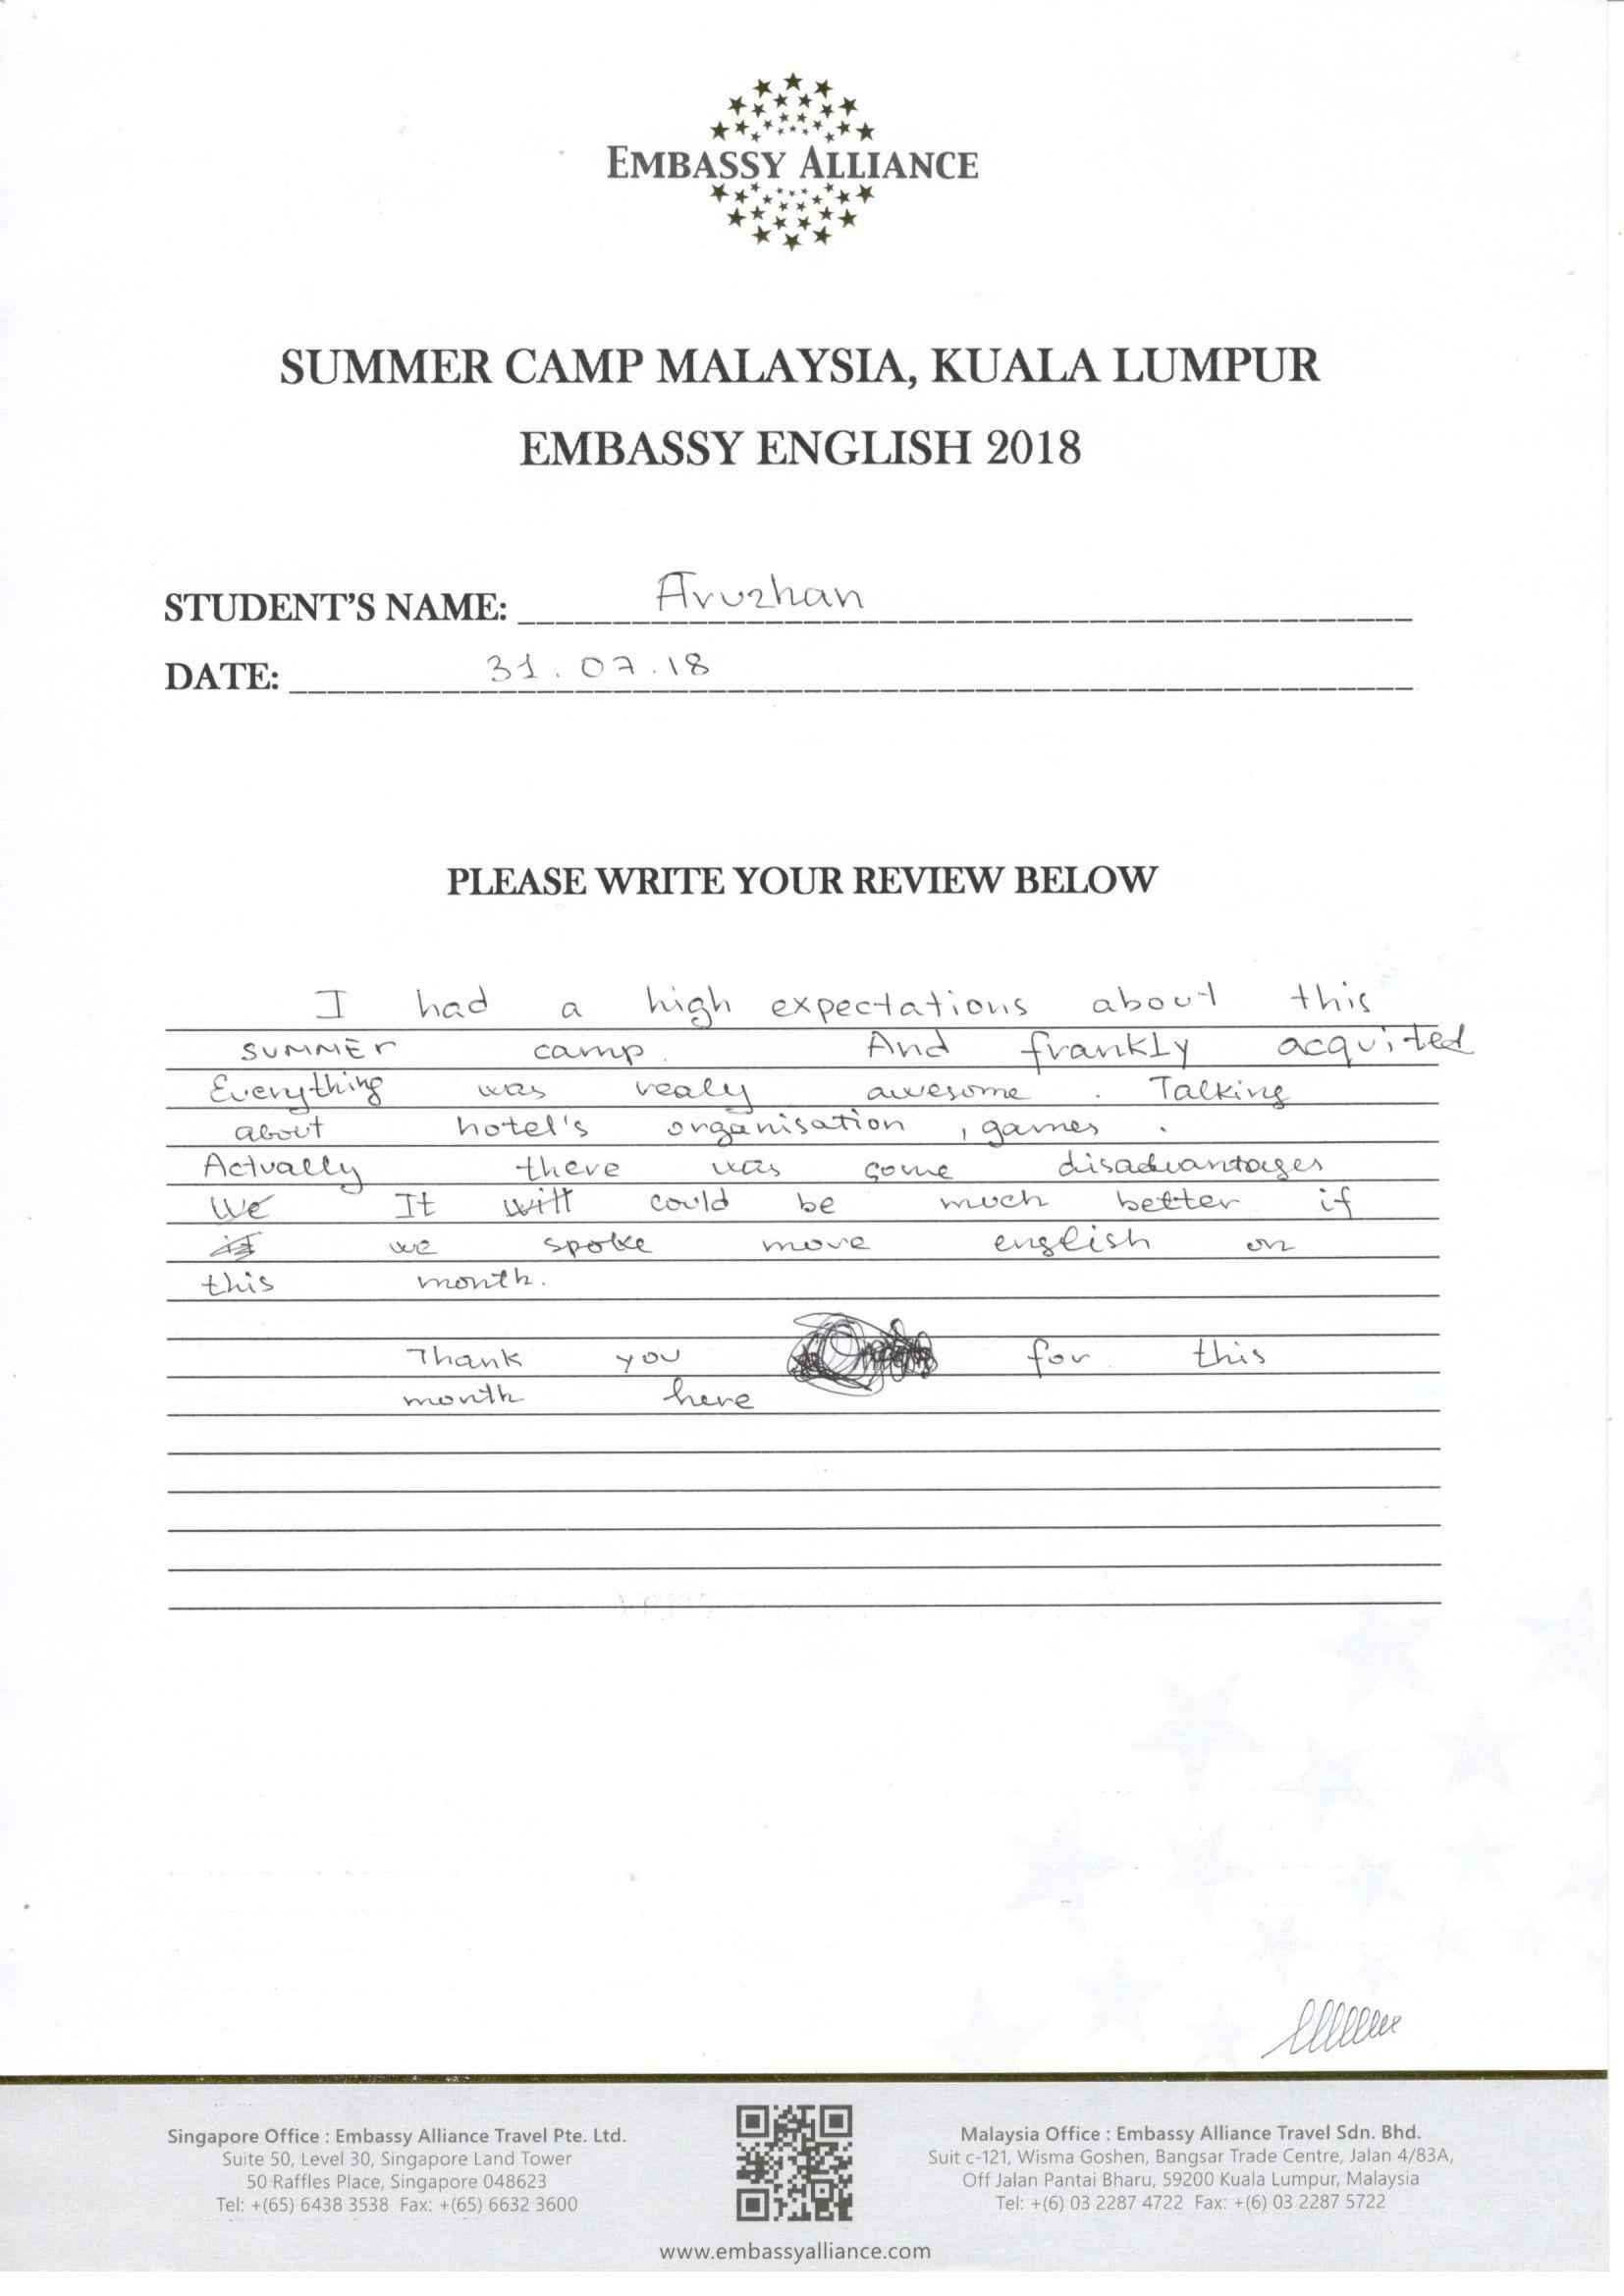 EMBASSY ALLIANCE
SUMMER CAMP MALAYSIA, KUALA LUMPUR
EMBASSY ENGLISH 2018
STUDENT'S NAME: Aruzhan
DATE: 31.07.18
PLEASE WRITE YOUR REVIEW BELOW
I had a high expectations about this
summer camp. And frankly acquited
Everything was realy awesome. Talking
about hotel's organisation, games.
Actually there was some disadvantages
We It will could be much better if
it we spoke more english on
this month.
Thank you for this
month here
Singapore Office : Embassy Alliance Travel Pte. Ltd.
Suite 50, Level 30, Singapore Land Tower
50 Raffles Place, Singapore 048623
Tel: +(65) 6438 3538 Fax: +(65) 6632 3600
Malaysia Office : Embassy Alliance Travel Sdn. Bhd.
Suit c-121, Wisma Goshen, Bangsar Trade Centre, Jalan 4/83A,
Off Jalan Pantai Bharu, 59200 Kuala Lumpur, Malaysia
Tel: +(6) 03 2287 4722 Fax: +(6) 03 2287 5722
www.embassyalliance.com